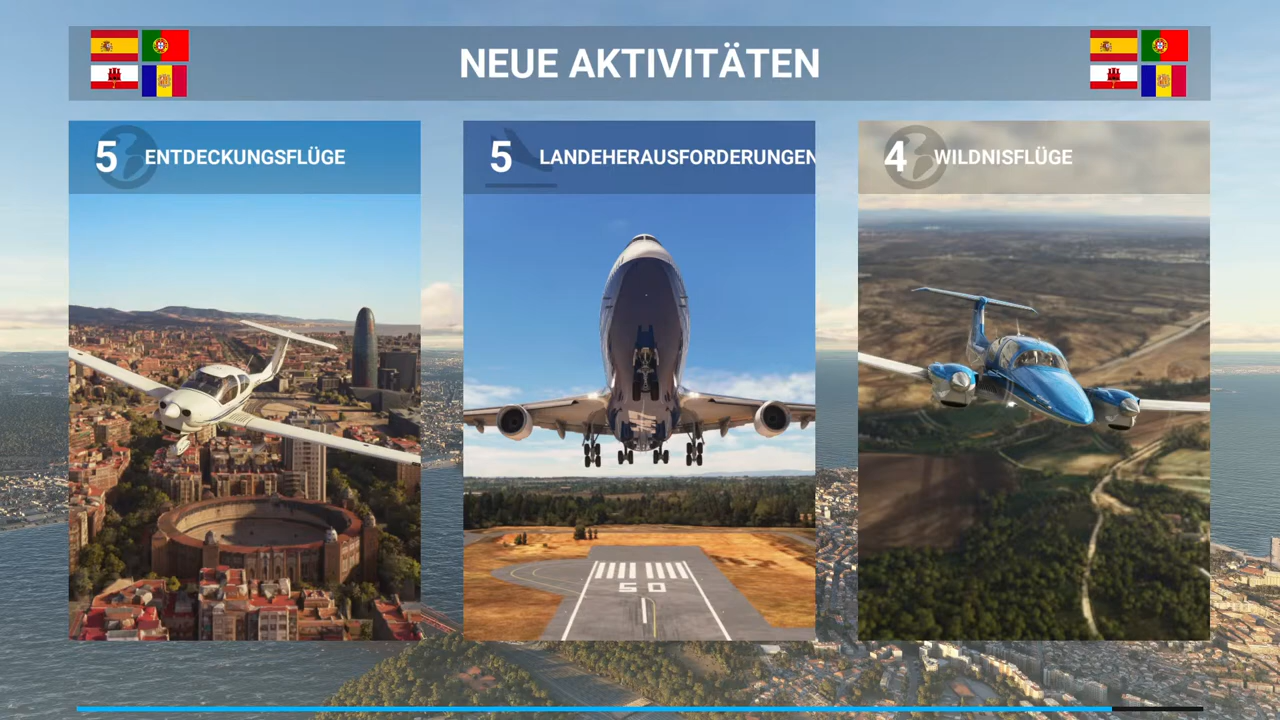 NEUE AKTIVITÄTEN
5 ENTDECKUNGSFLÜGE
5 LANDEHERAUSFORDERUNGEN
4 WILDNISFLÜGE
50